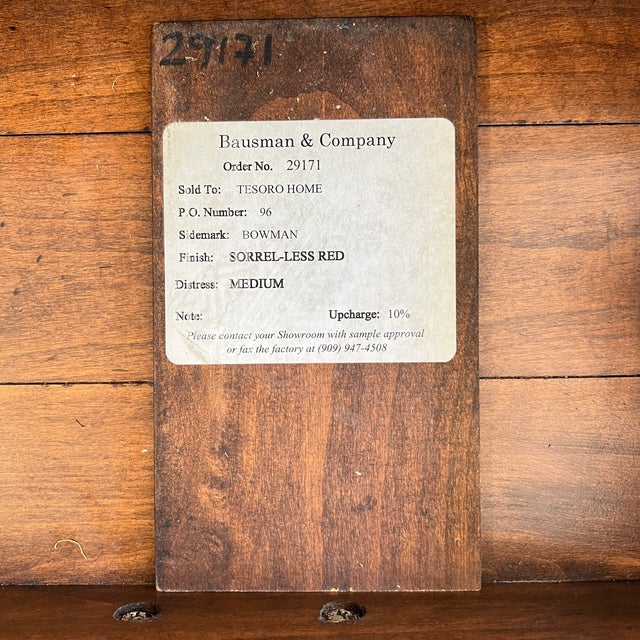 29171
Bausman & Company
Order No. 29171
Sold To: TESORO HOME
P.O. Number: 96
Sidemark: BOWMAN
Finish: SORREL-LESS RED
Distress: MEDIUM
Note: Upcharge: 10%
Please contact your Showroom with sample approval
or fax the factory at (909) 947-4508